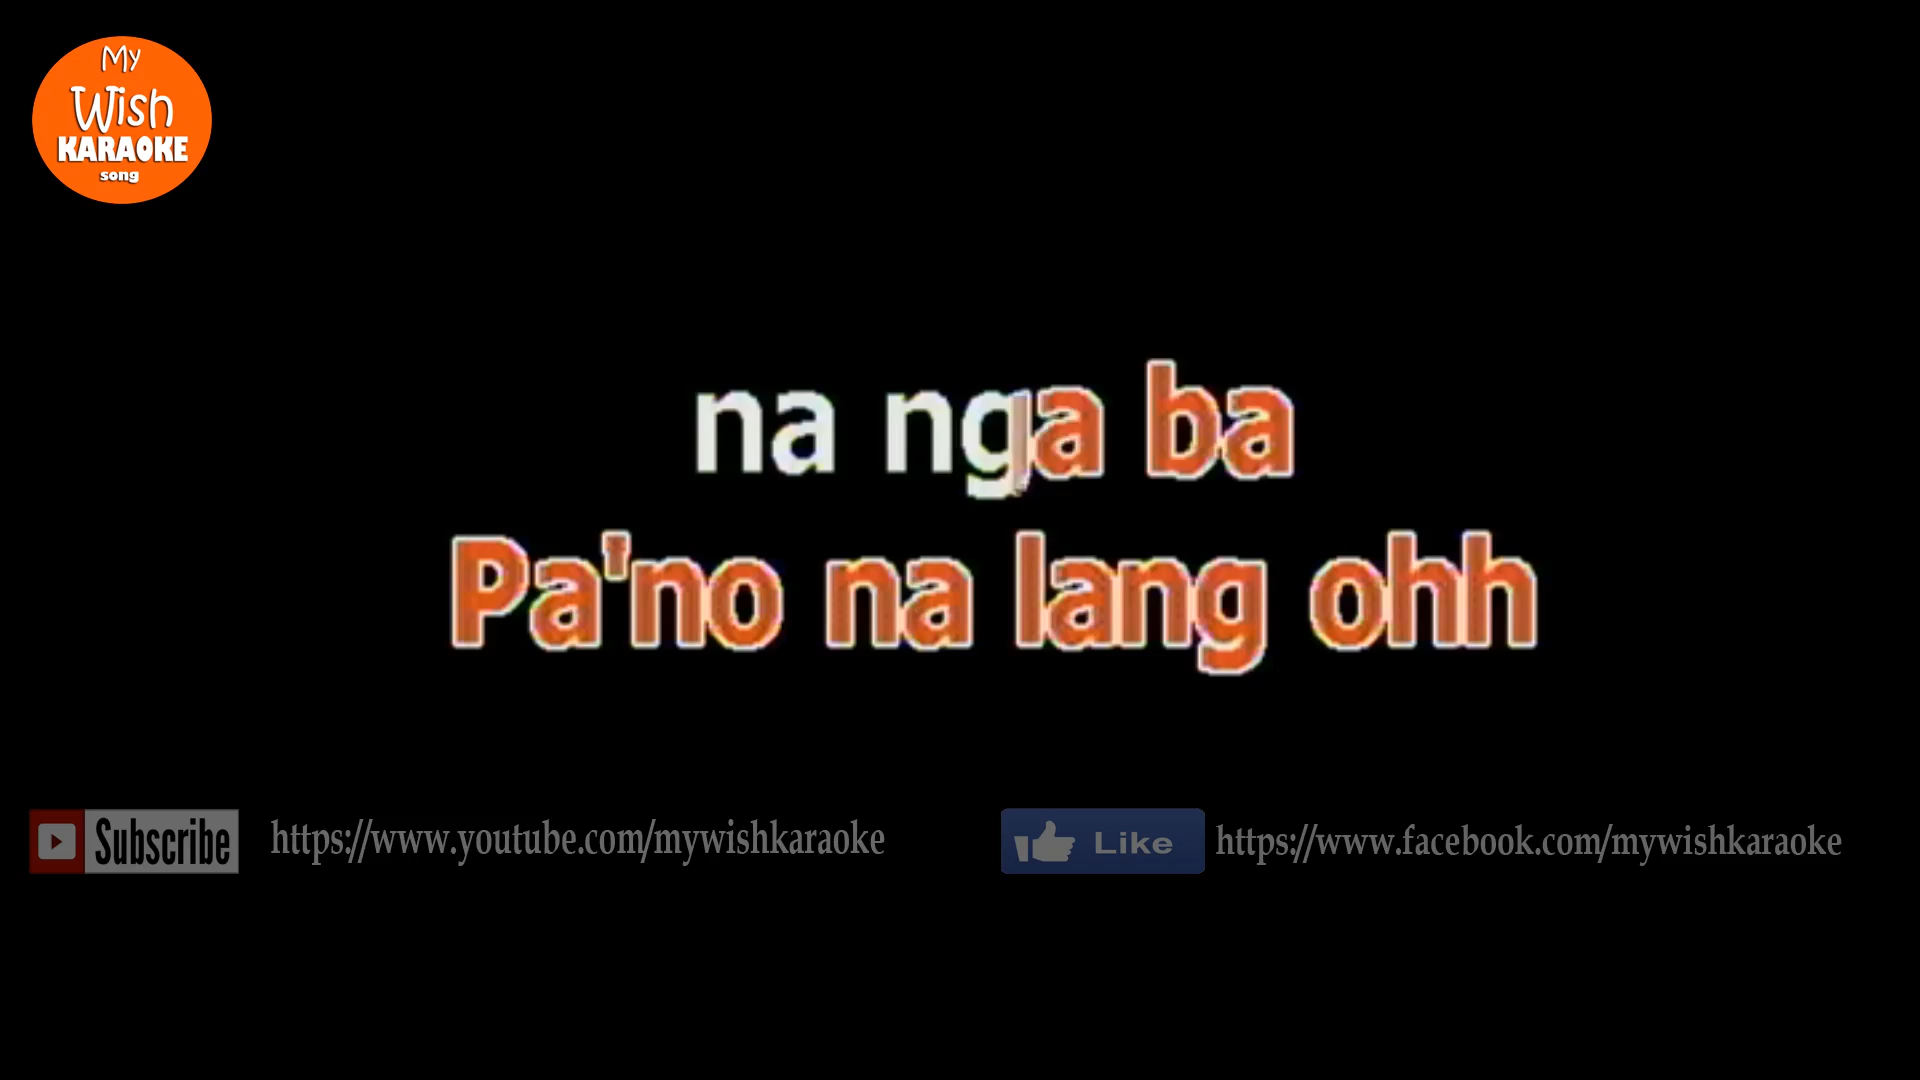 My
Wish
KARAOKE
song
na nga ba
Pa'no na lang ohh
Subscribe https://www.youtube.com/mywishkaraoke
Like https://www.facebook.com/mywishkaraoke